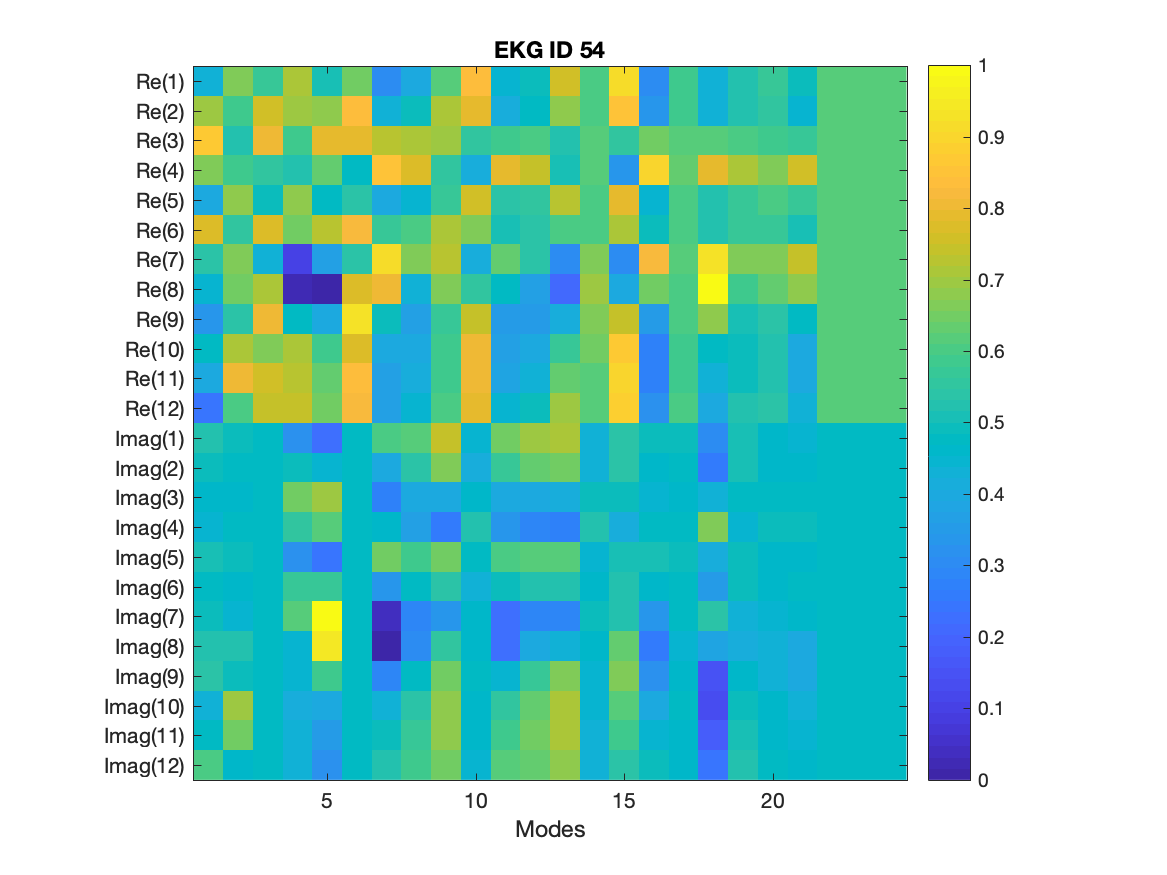 EKG ID 54
Re(1)
Re(2)
Re(3)
Re(4)
Re(5)
Re(6)
Re(7)
Re(8)
Re(9)
Re(10)
Re(11)
Re(12)
Imag(1)
Imag(2)
Imag(3)
Imag(4)
Imag(5)
Imag(6)
Imag(7)
Imag(8)
Imag(9)
Imag(10)
Imag(11)
Imag(12)
5 10 15 20
Modes
1
0.9
0.8
0.7
0.6
0.5
0.4
0.3
0.2
0.1
0